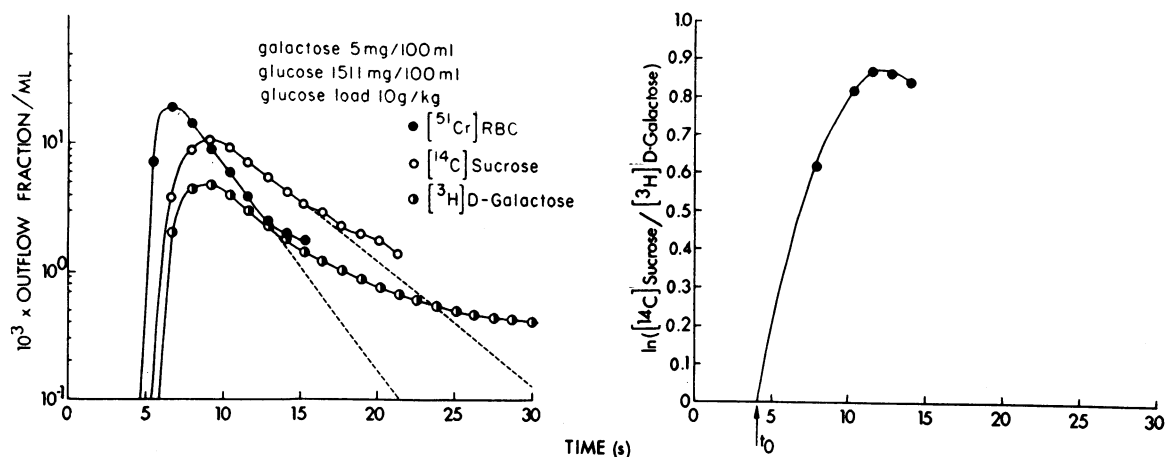 galactose 5mg/100ml
glucose 1511mg/100ml
glucose load 10g/kg
[51Cr]RBC
[14C]Sucrose
[3H]D-Galactose
10^3 x OUTFLOW FRACTION/ML
10^1
10^0
10^-1
0 5 10 15 20 25 30
ln([14C]Sucrose/[3H]D-Galactose)
1.0
0.9
0.8
0.7
0.6
0.5
0.4
0.3
0.2
0.1
0
0 5 10 15 20 25 30
t0
TIME (s)